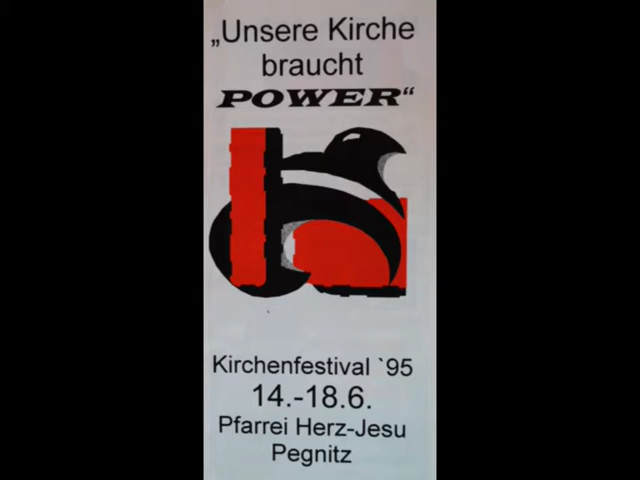 „Unsere Kirche
braucht
POWER“
Kirchenfestival `95
14.-18.6.
Pfarrei Herz-Jesu
Pegnitz